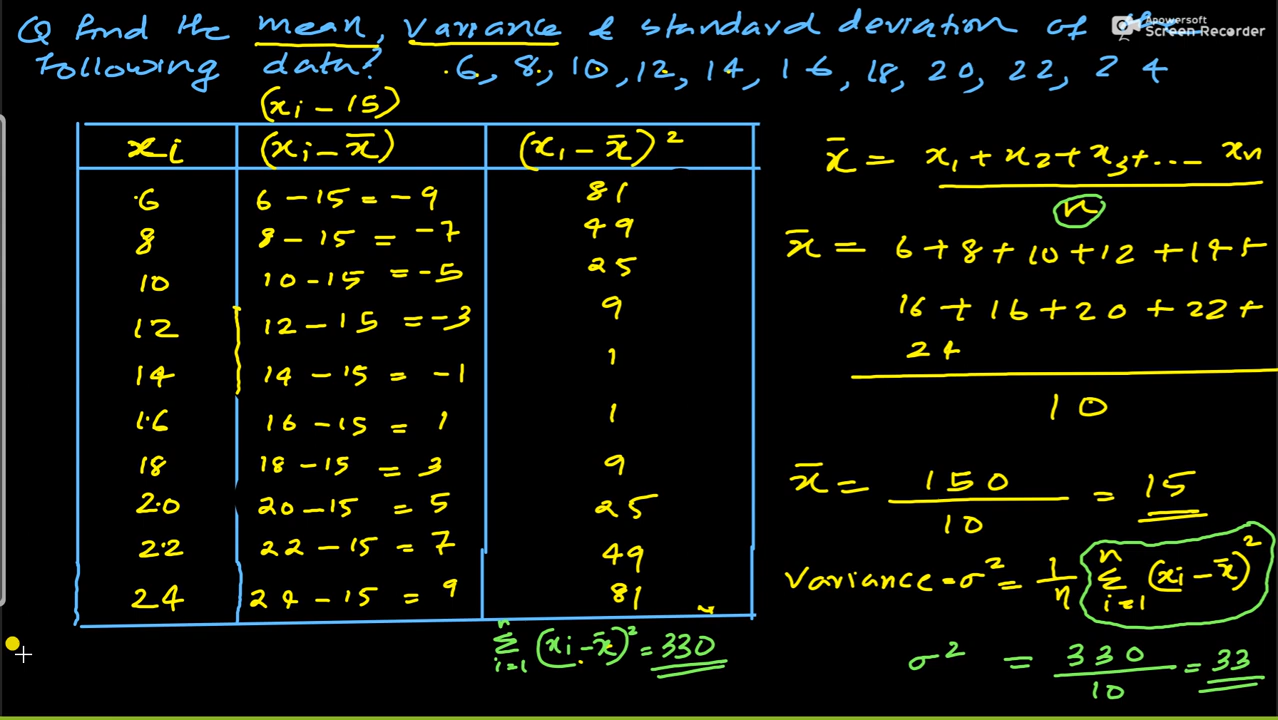 Q find the mean, variance & standard deviation of the
following data? 6, 8, 10, 12, 14, 16, 18, 20, 22, 24
Apowersoft
Screen Recorder
(xi - 15)
xi (xi - x̄) (x1 - x̄)²
6 6 - 15 = -9 81
8 8 - 15 = -7 49
10 10 - 15 = -5 25
12 12 - 15 = -3 9
14 14 - 15 = -1 1
16 16 - 15 = 1 1
18 18 - 15 = 3 9
20 20 - 15 = 5 25
22 22 - 15 = 7 49
24 24 - 15 = 9 81
n
Σ (xi - x̄)² = 330
i=1
x̄ = x1 + x2 + x3 + ... xn
n
x̄ = 6 + 8 + 10 + 12 + 14 +
16 + 16 + 20 + 22 +
24
10
x̄ = 150 / 10 = 15
Variance = σ² = 1/n Σ (xi - x̄)²
n
i=1
σ² = 330 / 10 = 33